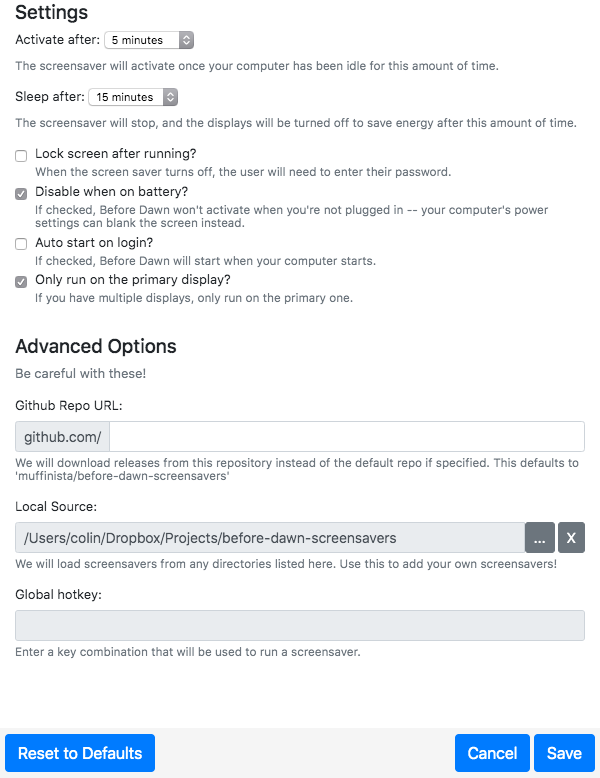 Settings
Activate after: 5 minutes
The screensaver will activate once your computer has been idle for this amount of time.
Sleep after: 15 minutes
The screensaver will stop, and the displays will be turned off to save energy after this amount of time.
Lock screen after running?
When the screen saver turns off, the user will need to enter their password.
Disable when on battery?
If checked, Before Dawn won't activate when you're not plugged in -- your computer's power
settings can blank the screen instead.
Auto start on login?
If checked, Before Dawn will start when your computer starts.
Only run on the primary display?
If you have multiple displays, only run on the primary one.
Advanced Options
Be careful with these!
Github Repo URL:
github.com/
We will download releases from this repository instead of the default repo if specified. This defaults to
'muffinista/before-dawn-screensavers'
Local Source:
/Users/colin/Dropbox/Projects/before-dawn-screensavers ... X
We will load screensavers from any directories listed here. Use this to add your own screensavers!
Global hotkey:
Enter a key combination that will be used to run a screensaver.
Reset to Defaults Cancel Save